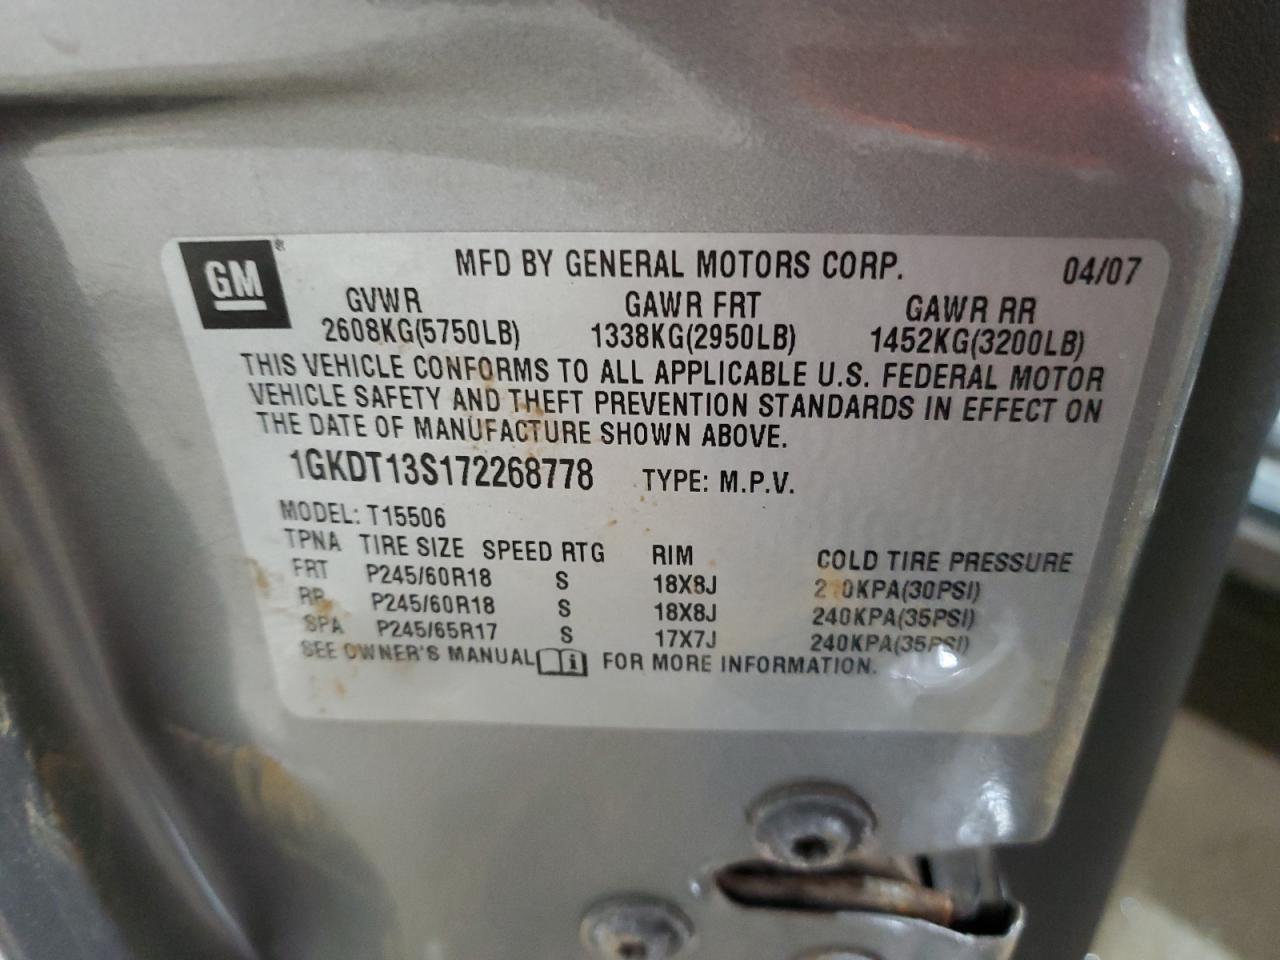 GM ®
MFD BY GENERAL MOTORS CORP. 04/07
GVWR GAWR FRT GAWR RR
2608KG(5750LB) 1338KG(2950LB) 1452KG(3200LB)
THIS VEHICLE CONFORMS TO ALL APPLICABLE U.S. FEDERAL MOTOR
VEHICLE SAFETY AND THEFT PREVENTION STANDARDS IN EFFECT ON
THE DATE OF MANUFACTURE SHOWN ABOVE.
1GKDT13S172268778 TYPE: M.P.V.
MODEL: T15506
TPNA TIRE SIZE SPEED RTG RIM COLD TIRE PRESSURE
FRT P245/60R18 S 18X8J (30PSI)
RR P245/60R18 S 18X8J 240KPA(35PSI)
SPA P245/65R17 S 17X7J 240KPA(35PSI)
SEE OWNER'S MANUAL FOR MORE INFORMATION.